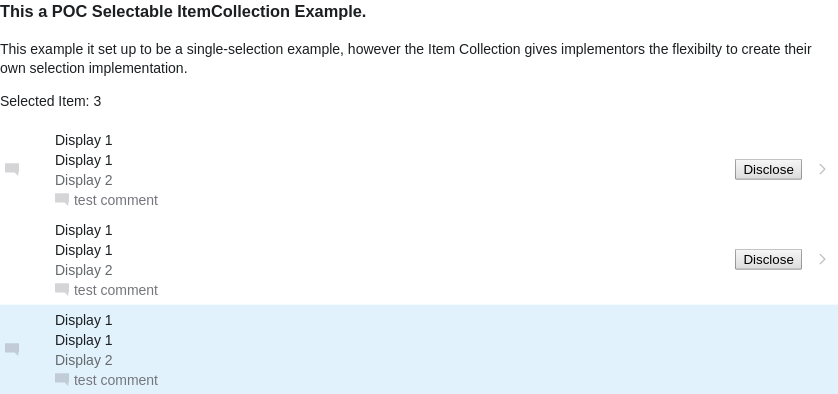 This a POC Selectable ItemCollection Example.
This example it set up to be a single-selection example, however the Item Collection gives implementors the flexibilty to create their
own selection implementation.
Selected Item: 3
Display 1
Display 1
Display 2
test comment
Disclose
Display 1
Display 1
Display 2
test comment
Disclose
Display 1
Display 1
Display 2
test comment